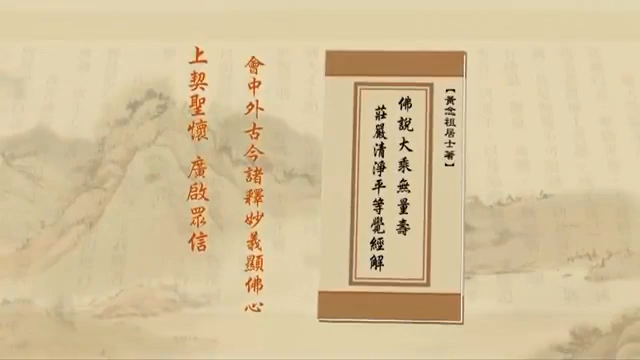 【黃念祖居士著】
佛說大乘無量壽
莊嚴清淨平等覺經解
會中外古今諸釋妙義顯佛心
上契聖懷 廣啟眾信